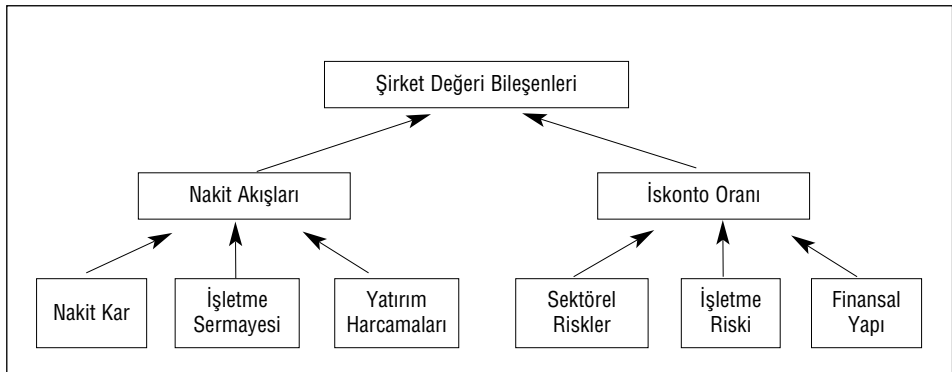 Şirket Değeri Bileşenleri
Nakit Akışları
İskonto Oranı
Nakit Kar
İşletme
Sermayesi
Yatırım
Harcamaları
Sektörel
Riskler
İşletme
Riski
Finansal
Yapı